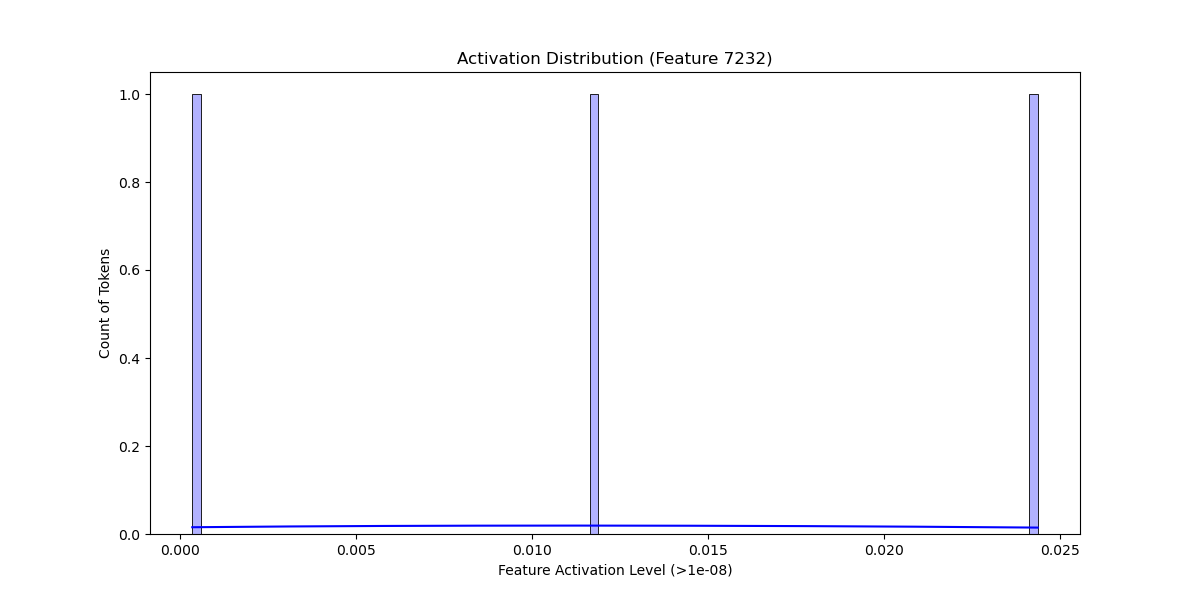 Activation Distribution (Feature 7232)
1.0
0.8
0.6
0.4
0.2
0.0
Count of Tokens
0.000 0.005 0.010 0.015 0.020 0.025
Feature Activation Level (>1e-08)